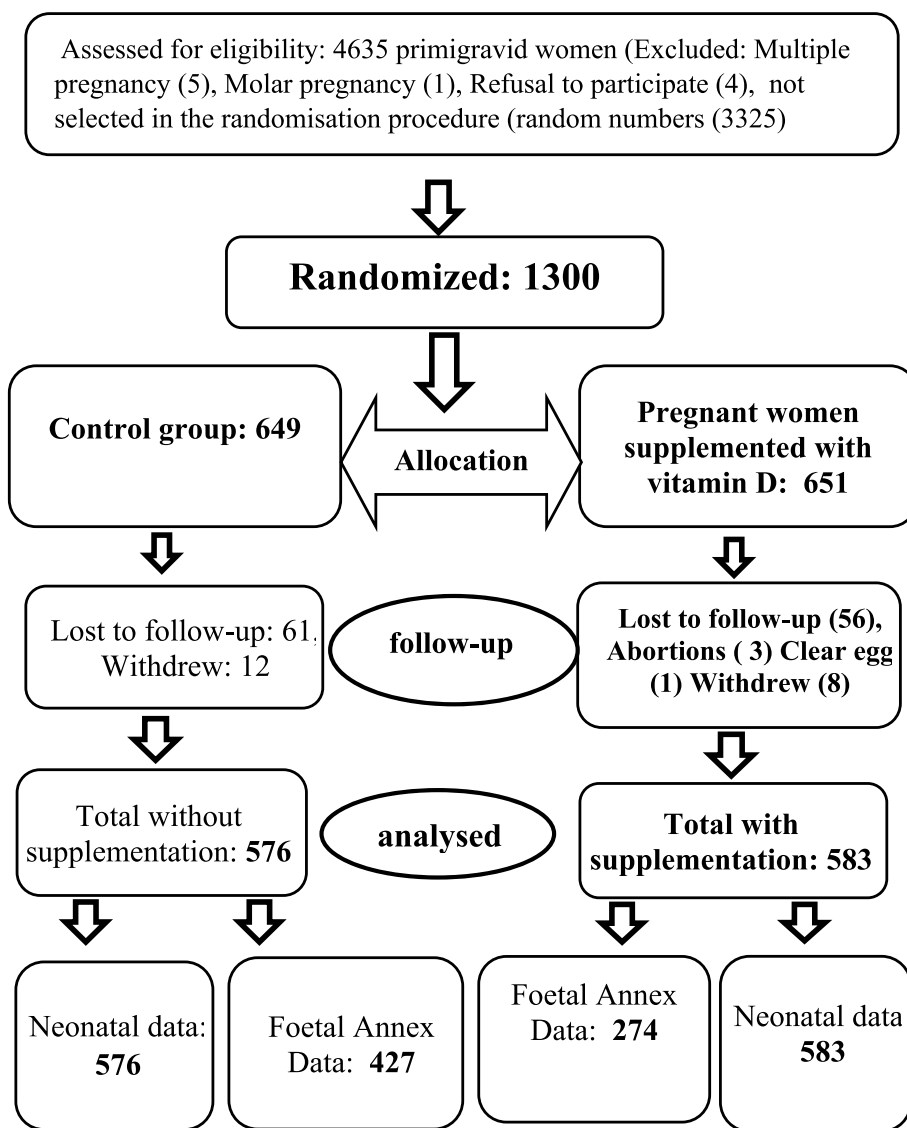 Assessed for eligibility: 4635 primigravid women (Excluded: Multiple
pregnancy (5), Molar pregnancy (1), Refusal to participate (4), not
selected in the randomisation procedure (random numbers (3325)
Randomized: 1300
Control group: 649
Allocation
Pregnant women
supplemented with
vitamin D: 651
Lost to follow-up: 61,
Withdrew: 12
follow-up
Lost to follow-up (56),
Abortions ( 3) Clear egg
(1) Withdrew (8)
Total without
supplementation: 576
analysed
Total with
supplementation: 583
Neonatal data:
576
Foetal Annex
Data: 427
Foetal Annex
Data: 274
Neonatal data
583